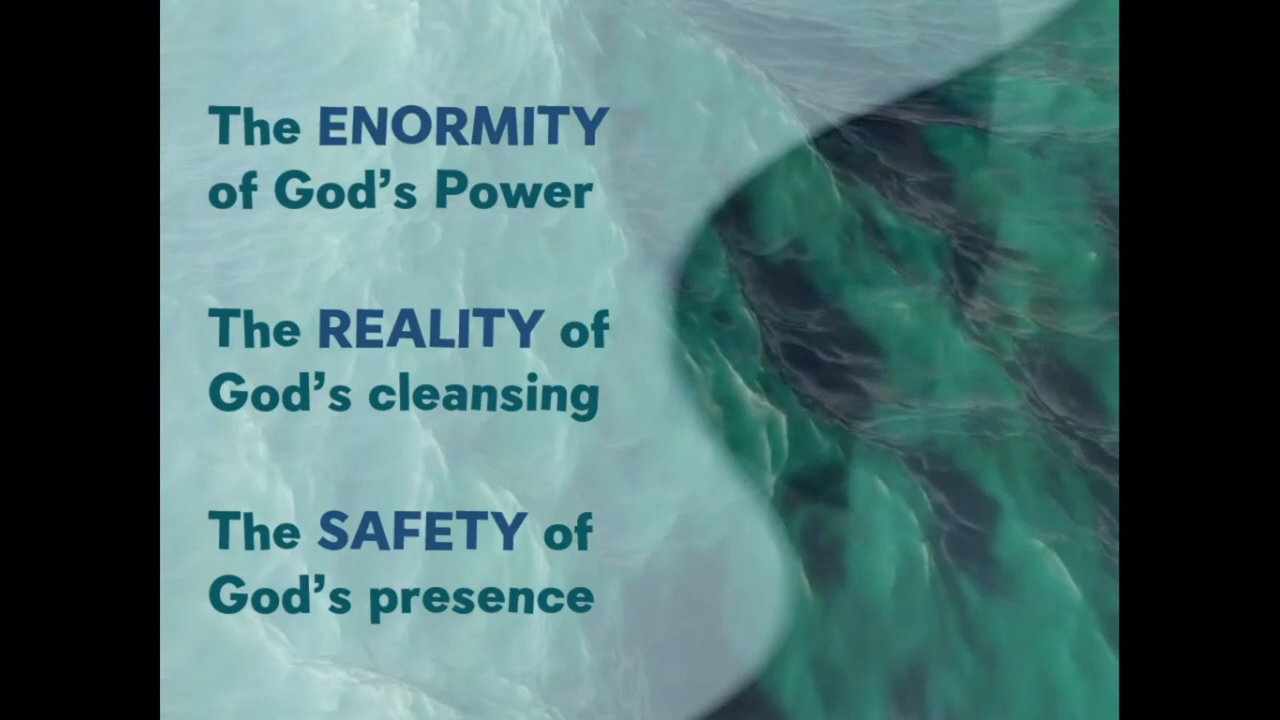 The ENORMITY
of God’s Power
The REALITY of
God’s cleansing
The SAFETY of
God’s presence